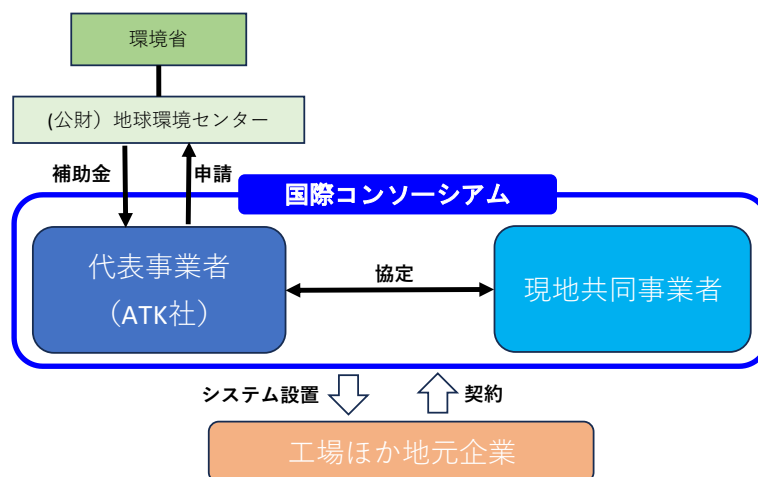 環境省
(公財）地球環境センター
補助金
申請
国際コンソーシアム
代表事業者
（ATK社）
協定
現地共同事業者
システム設置
契約
工場ほか地元企業